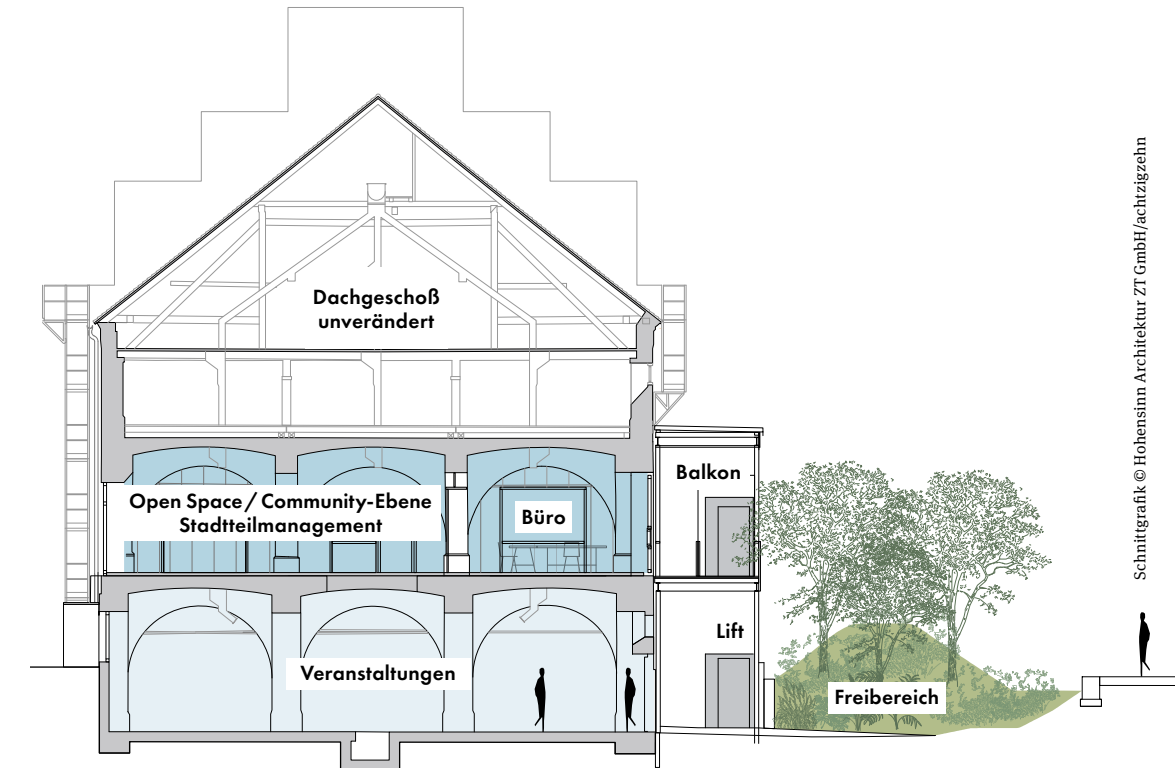 Dachgeschoß
unverändert
Open Space / Community-Ebene
Stadtteilmanagement
Büro
Balkon
Veranstaltungen
Lift
Freibereich
Schnittgrafik © Hohensinn Architektur ZT GmbH/achtzigzehn